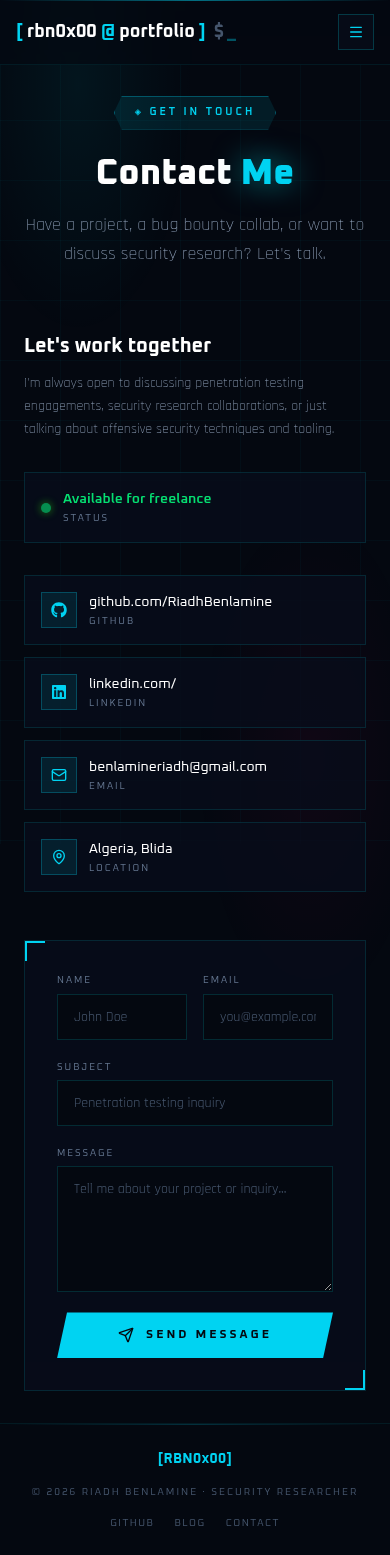 [ rbn0x00 @ portfolio ] $ _
◈ GET IN TOUCH
Contact Me
Have a project, a bug bounty collab, or want to
discuss security research? Let's talk.
Let's work together
I'm always open to discussing penetration testing
engagements, security research collaborations, or just
talking about offensive security techniques and tooling.
Available for freelance
STATUS
github.com/RiadhBenlamine
GITHUB
linkedin.com/
LINKEDIN
benlamineriadh@gmail.com
EMAIL
Algeria, Blida
LOCATION
NAME EMAIL
John Doe you@example.com
SUBJECT
Penetration testing inquiry
MESSAGE
Tell me about your project or inquiry...
SEND MESSAGE
[RBN0x00]
© 2026 RIADH BENLAMINE · SECURITY RESEARCHER
GITHUB BLOG CONTACT